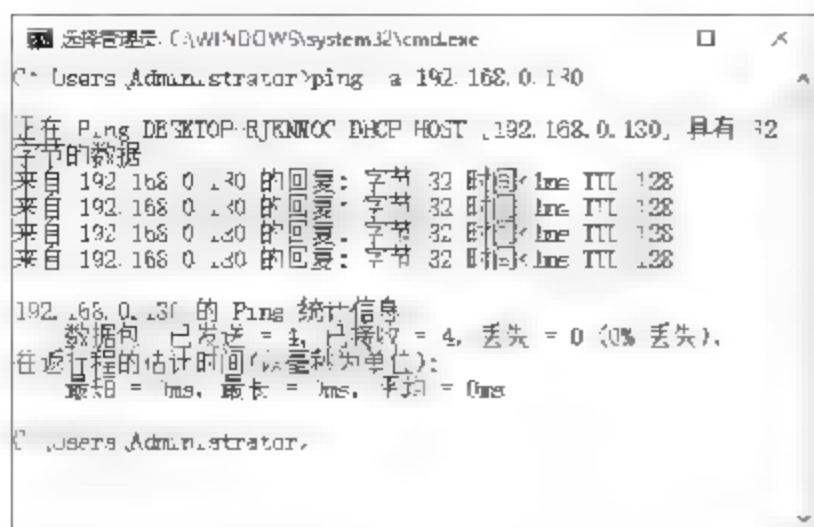 选择管理员: C:\WINDOWS\system32\cmd.exe
C:\Users\Administrator>ping -a 192.168.0.130
正在 Ping DHCP HOST [192.168.0.130] 具有 32
字节的数据:
来自 192.168.0.130 的回复: 字节=32 时间<1ms TTL=128
来自 192.168.0.130 的回复: 字节=32 时间<1ms TTL=128
来自 192.168.0.130 的回复: 字节=32 时间<1ms TTL=128
来自 192.168.0.130 的回复: 字节=32 时间<1ms TTL=128
192.168.0.130 的 Ping 统计信息:
数据包: 已发送 = 4, 已接收 = 4, 丢失 = 0 (0% 丢失),
往返行程的估计时间(以毫秒为单位):
最短 = 0ms, 最长 = 0ms, 平均 = 0ms
C:\Users\Administrator>